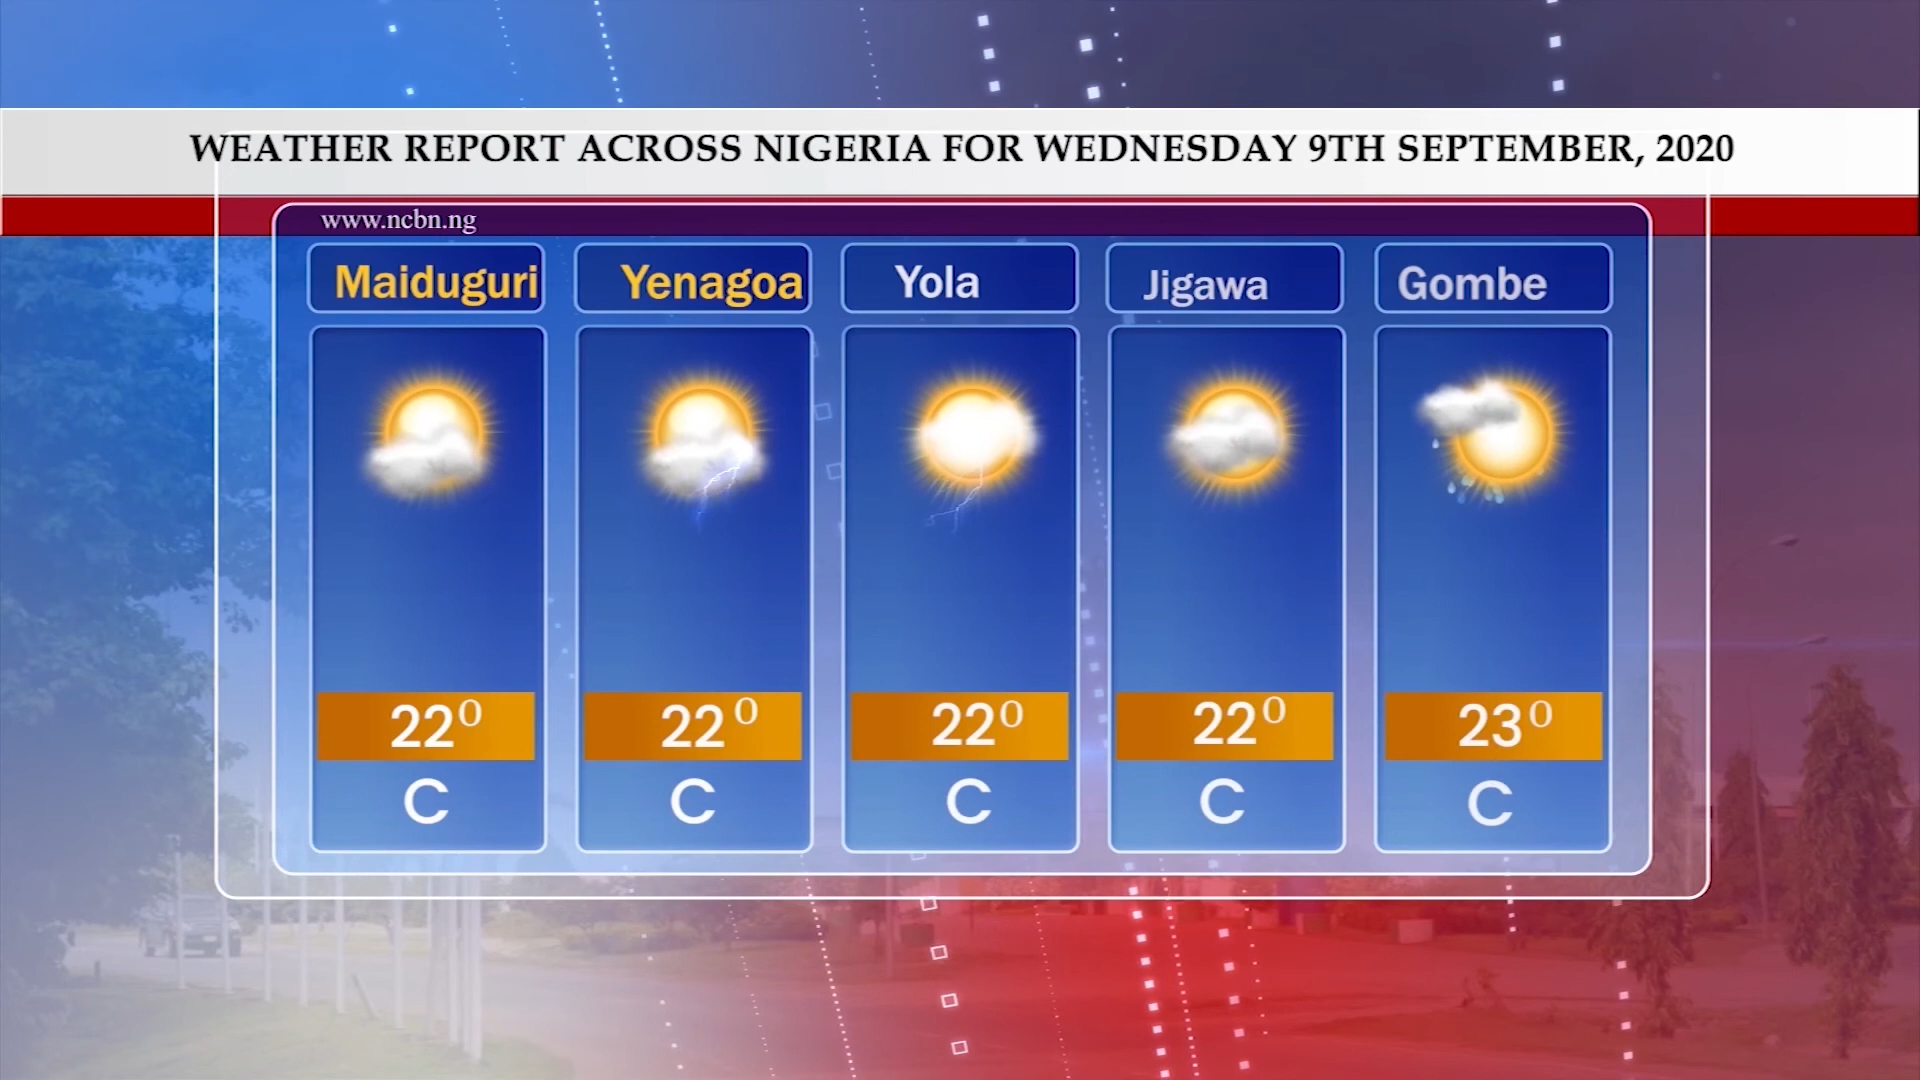 WEATHER REPORT ACROSS NIGERIA FOR WEDNESDAY 9TH SEPTEMBER, 2020
www.ncbn.ng
Maiduguri Yenagoa Yola Jigawa Gombe
22⁰ 22⁰ 22⁰ 22⁰ 23⁰
C C C C C